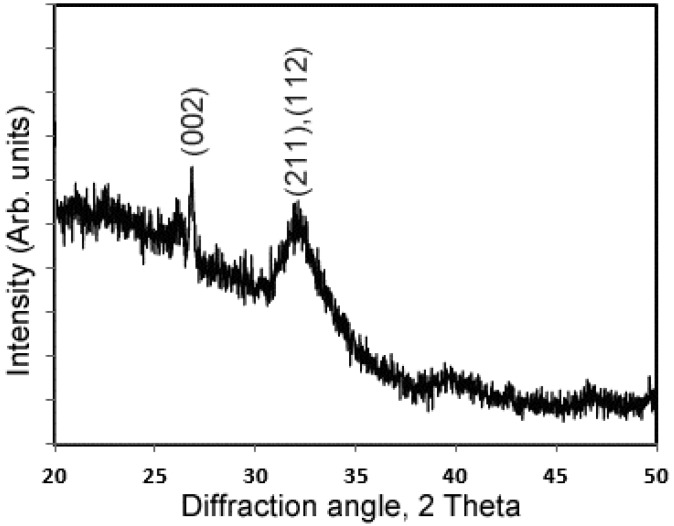 (002)
(211),(112)
Intensity (Arb. units)
20 25 30 35 40 45 50
Diffraction angle, 2 Theta